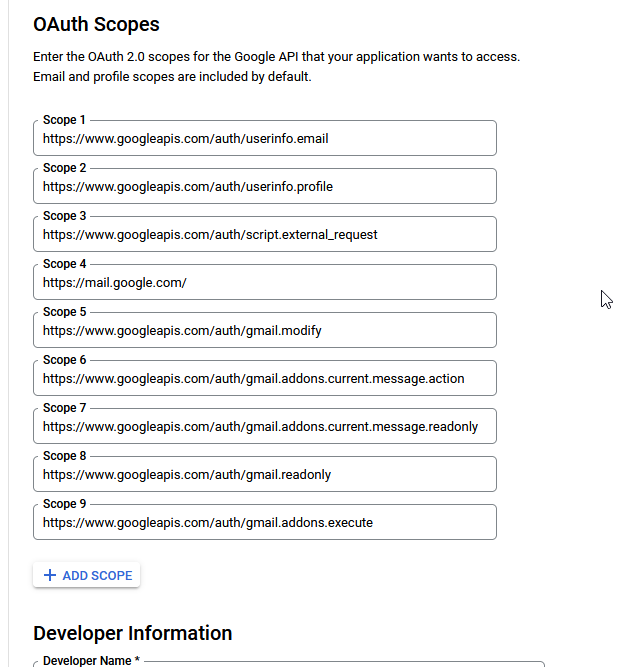 OAuth Scopes
Enter the OAuth 2.0 scopes for the Google API that your application wants to access.
Email and profile scopes are included by default.
Scope 1
https://www.googleapis.com/auth/userinfo.email
Scope 2
https://www.googleapis.com/auth/userinfo.profile
Scope 3
https://www.googleapis.com/auth/script.external_request
Scope 4
https://mail.google.com/
Scope 5
https://www.googleapis.com/auth/gmail.modify
Scope 6
https://www.googleapis.com/auth/gmail.addons.current.message.action
Scope 7
https://www.googleapis.com/auth/gmail.addons.current.message.readonly
Scope 8
https://www.googleapis.com/auth/gmail.readonly
Scope 9
https://www.googleapis.com/auth/gmail.addons.execute
+ ADD SCOPE
Developer Information
Developer Name *